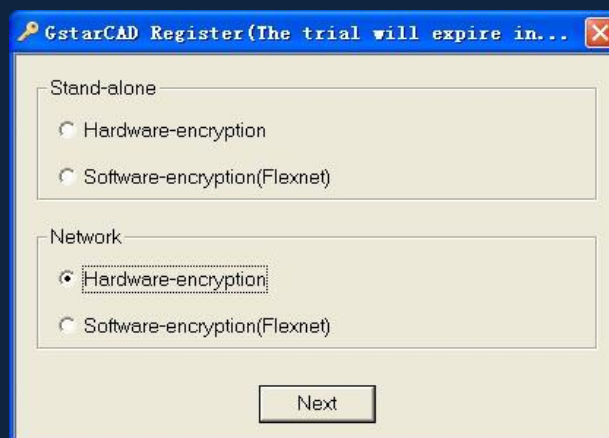 GstarCAD Register(The trial will expire in...
Stand-alone
Hardware-encryption
Software-encryption(Flexnet)
Network
Hardware-encryption
Software-encryption(Flexnet)
Next